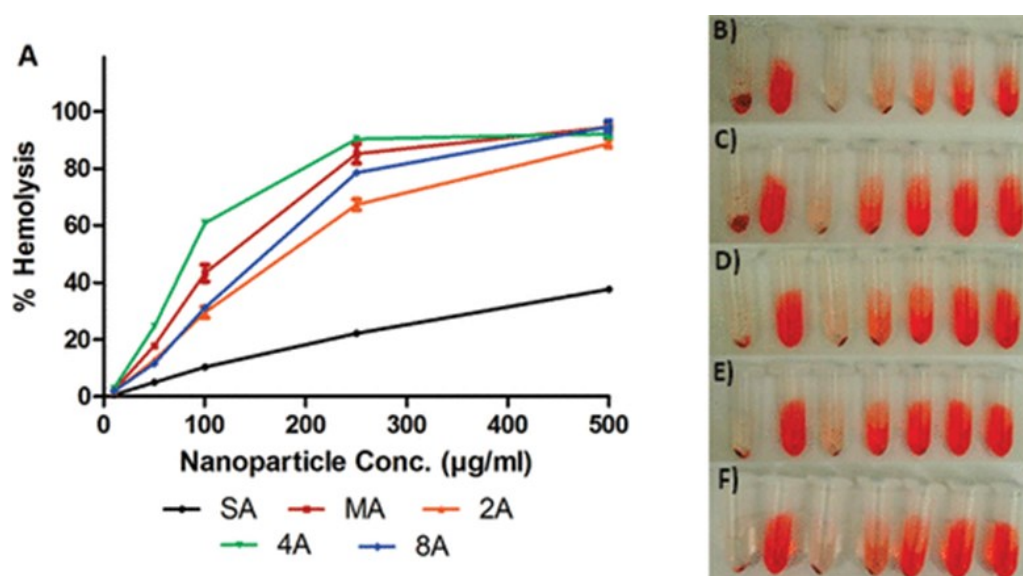 A
% Hemolysis
100
80
60
40
20
0
0 100 200 300 400 500
Nanoparticle Conc. (µg/ml)
SA MA 2A
4A 8A
B)
C)
D)
E)
F)